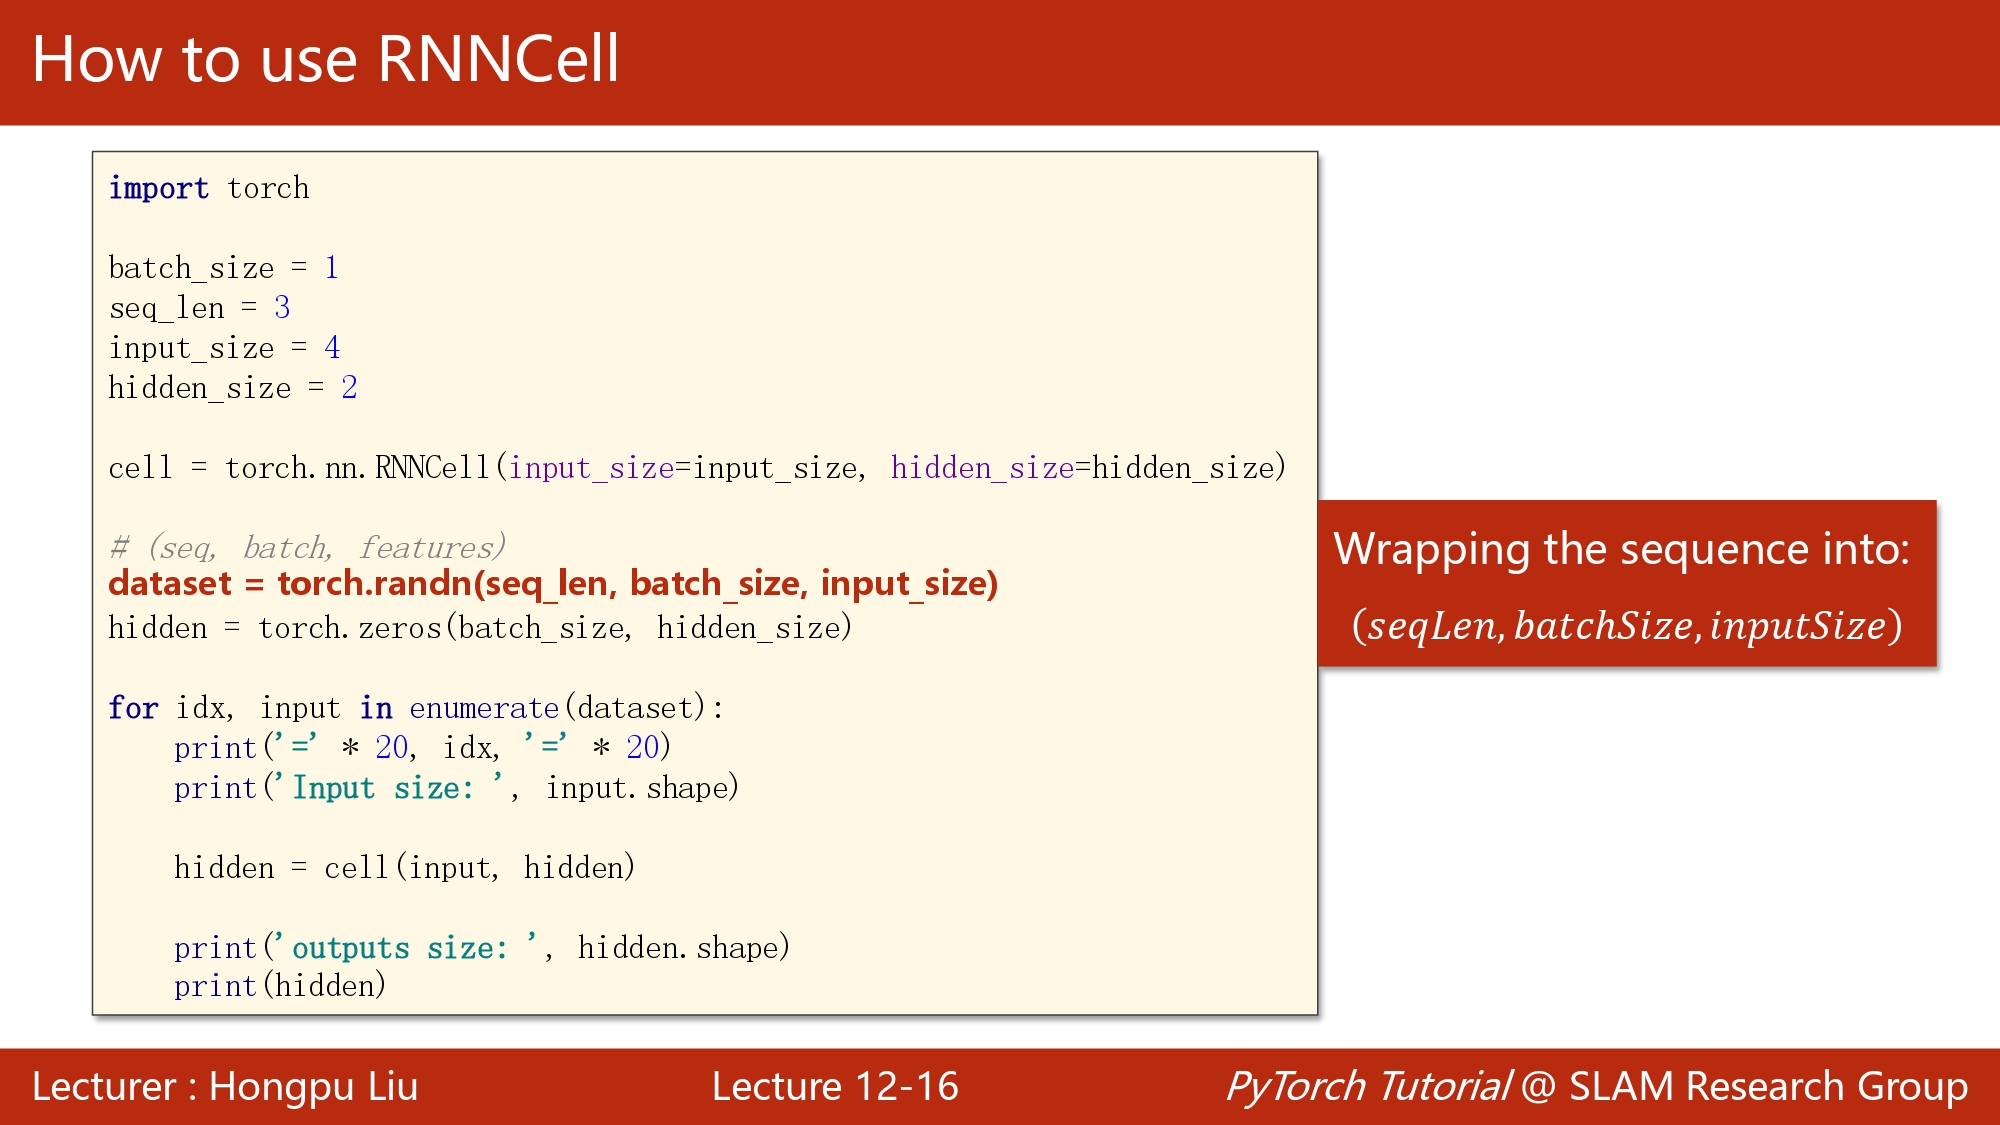 How to use RNNCell
import torch
batch_size = 1
seq_len = 3
input_size = 4
hidden_size = 2
cell = torch.nn.RNNCell(input_size=input_size, hidden_size=hidden_size)
# (seq, batch, features)
dataset = torch.randn(seq_len, batch_size, input_size)
hidden = torch.zeros(batch_size, hidden_size)
for idx, input in enumerate(dataset):
    print('=' * 20, idx, '=' * 20)
    print('Input size: ', input.shape)
    hidden = cell(input, hidden)
    print('outputs size: ', hidden.shape)
    print(hidden)
Wrapping the sequence into:
(seqLen, batchSize, inputSize)
Lecturer : Hongpu Liu
Lecture 12-16
PyTorch Tutorial @ SLAM Research Group